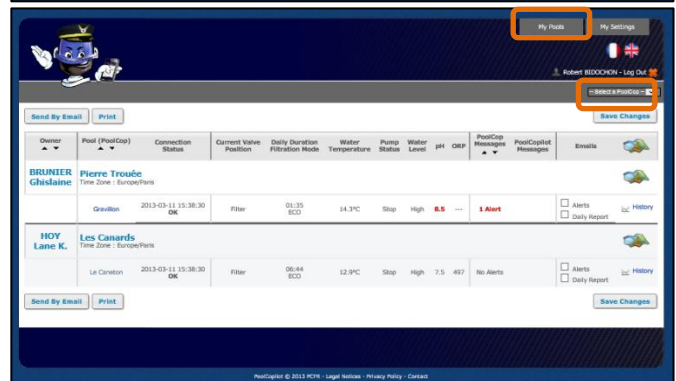 My Pools My Settings
Robert BIDOCHON - Log Out
-- Select a PoolCop --
Send By Email Print Save Changes
Owner Pool (PoolCop) Connection Status Current Valve Position Daily Duration Filtration Mode Water Temperature Pump Status Water Level pH ORP PoolCop Messages PoolCopilot Messages Emails
BRUNIER Ghislaine Pierre Trouée
Time Zone : Europe/Paris
Gravillon 2013-03-11 15:38:30 OK Filter 01:35 ECO 14.3°C Stop High 8.5 --- 1 Alert Alerts Daily Report History
HOY Lane K. Les Canards
Time Zone : Europe/Paris
Le Caneton 2013-03-11 15:38:30 OK Filter 06:44 ECO 12.9°C Stop High 7.5 497 No Alerts Alerts Daily Report History
Send By Email Print Save Changes
PoolCopilot © 2013 PCFR - Legal Notices - Privacy Policy - Contact